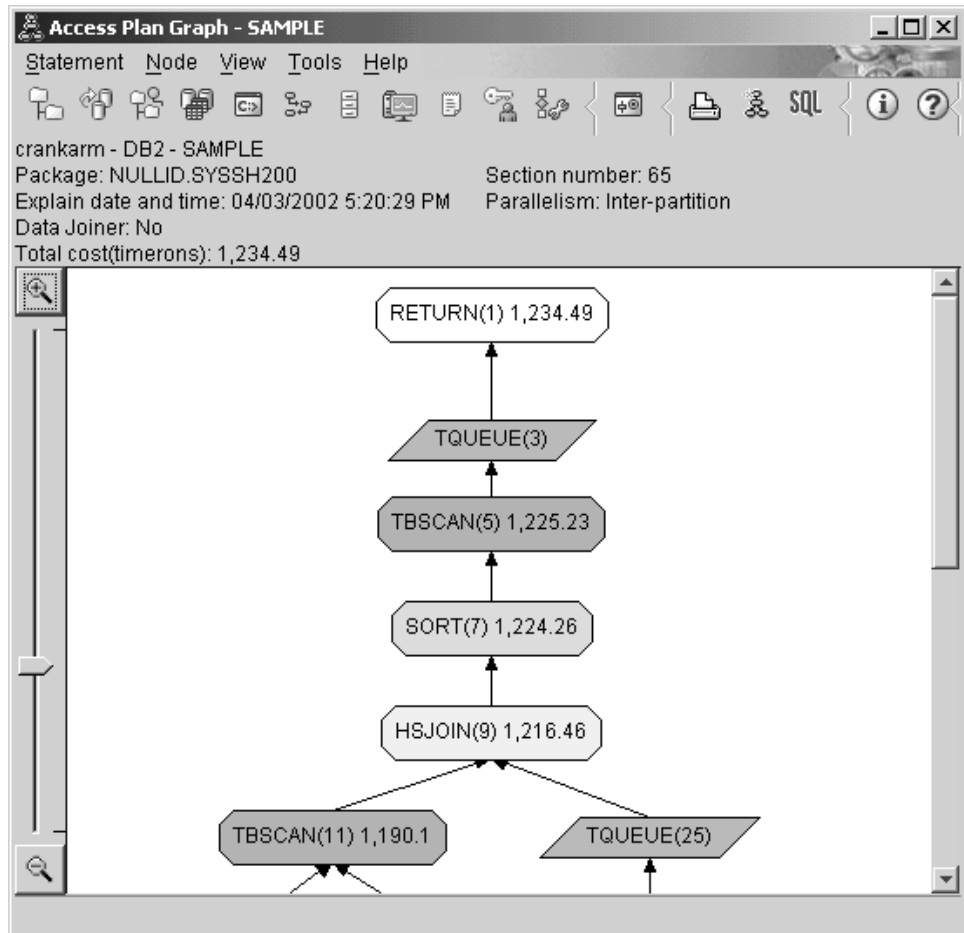 Access Plan Graph - SAMPLE
Statement Node View Tools Help
C:> SQL i ?
crankarm - DB2 - SAMPLE
Package: NULLID.SYSSH200 Section number: 65
Explain date and time: 04/03/2002 5:20:29 PM Parallelism: Inter-partition
Data Joiner: No
Total cost(timerons): 1,234.49
RETURN(1) 1,234.49
TQUEUE(3)
TBSCAN(5) 1,225.23
SORT(7) 1,224.26
HSJOIN(9) 1,216.46
TBSCAN(11) 1,190.1 TQUEUE(25)